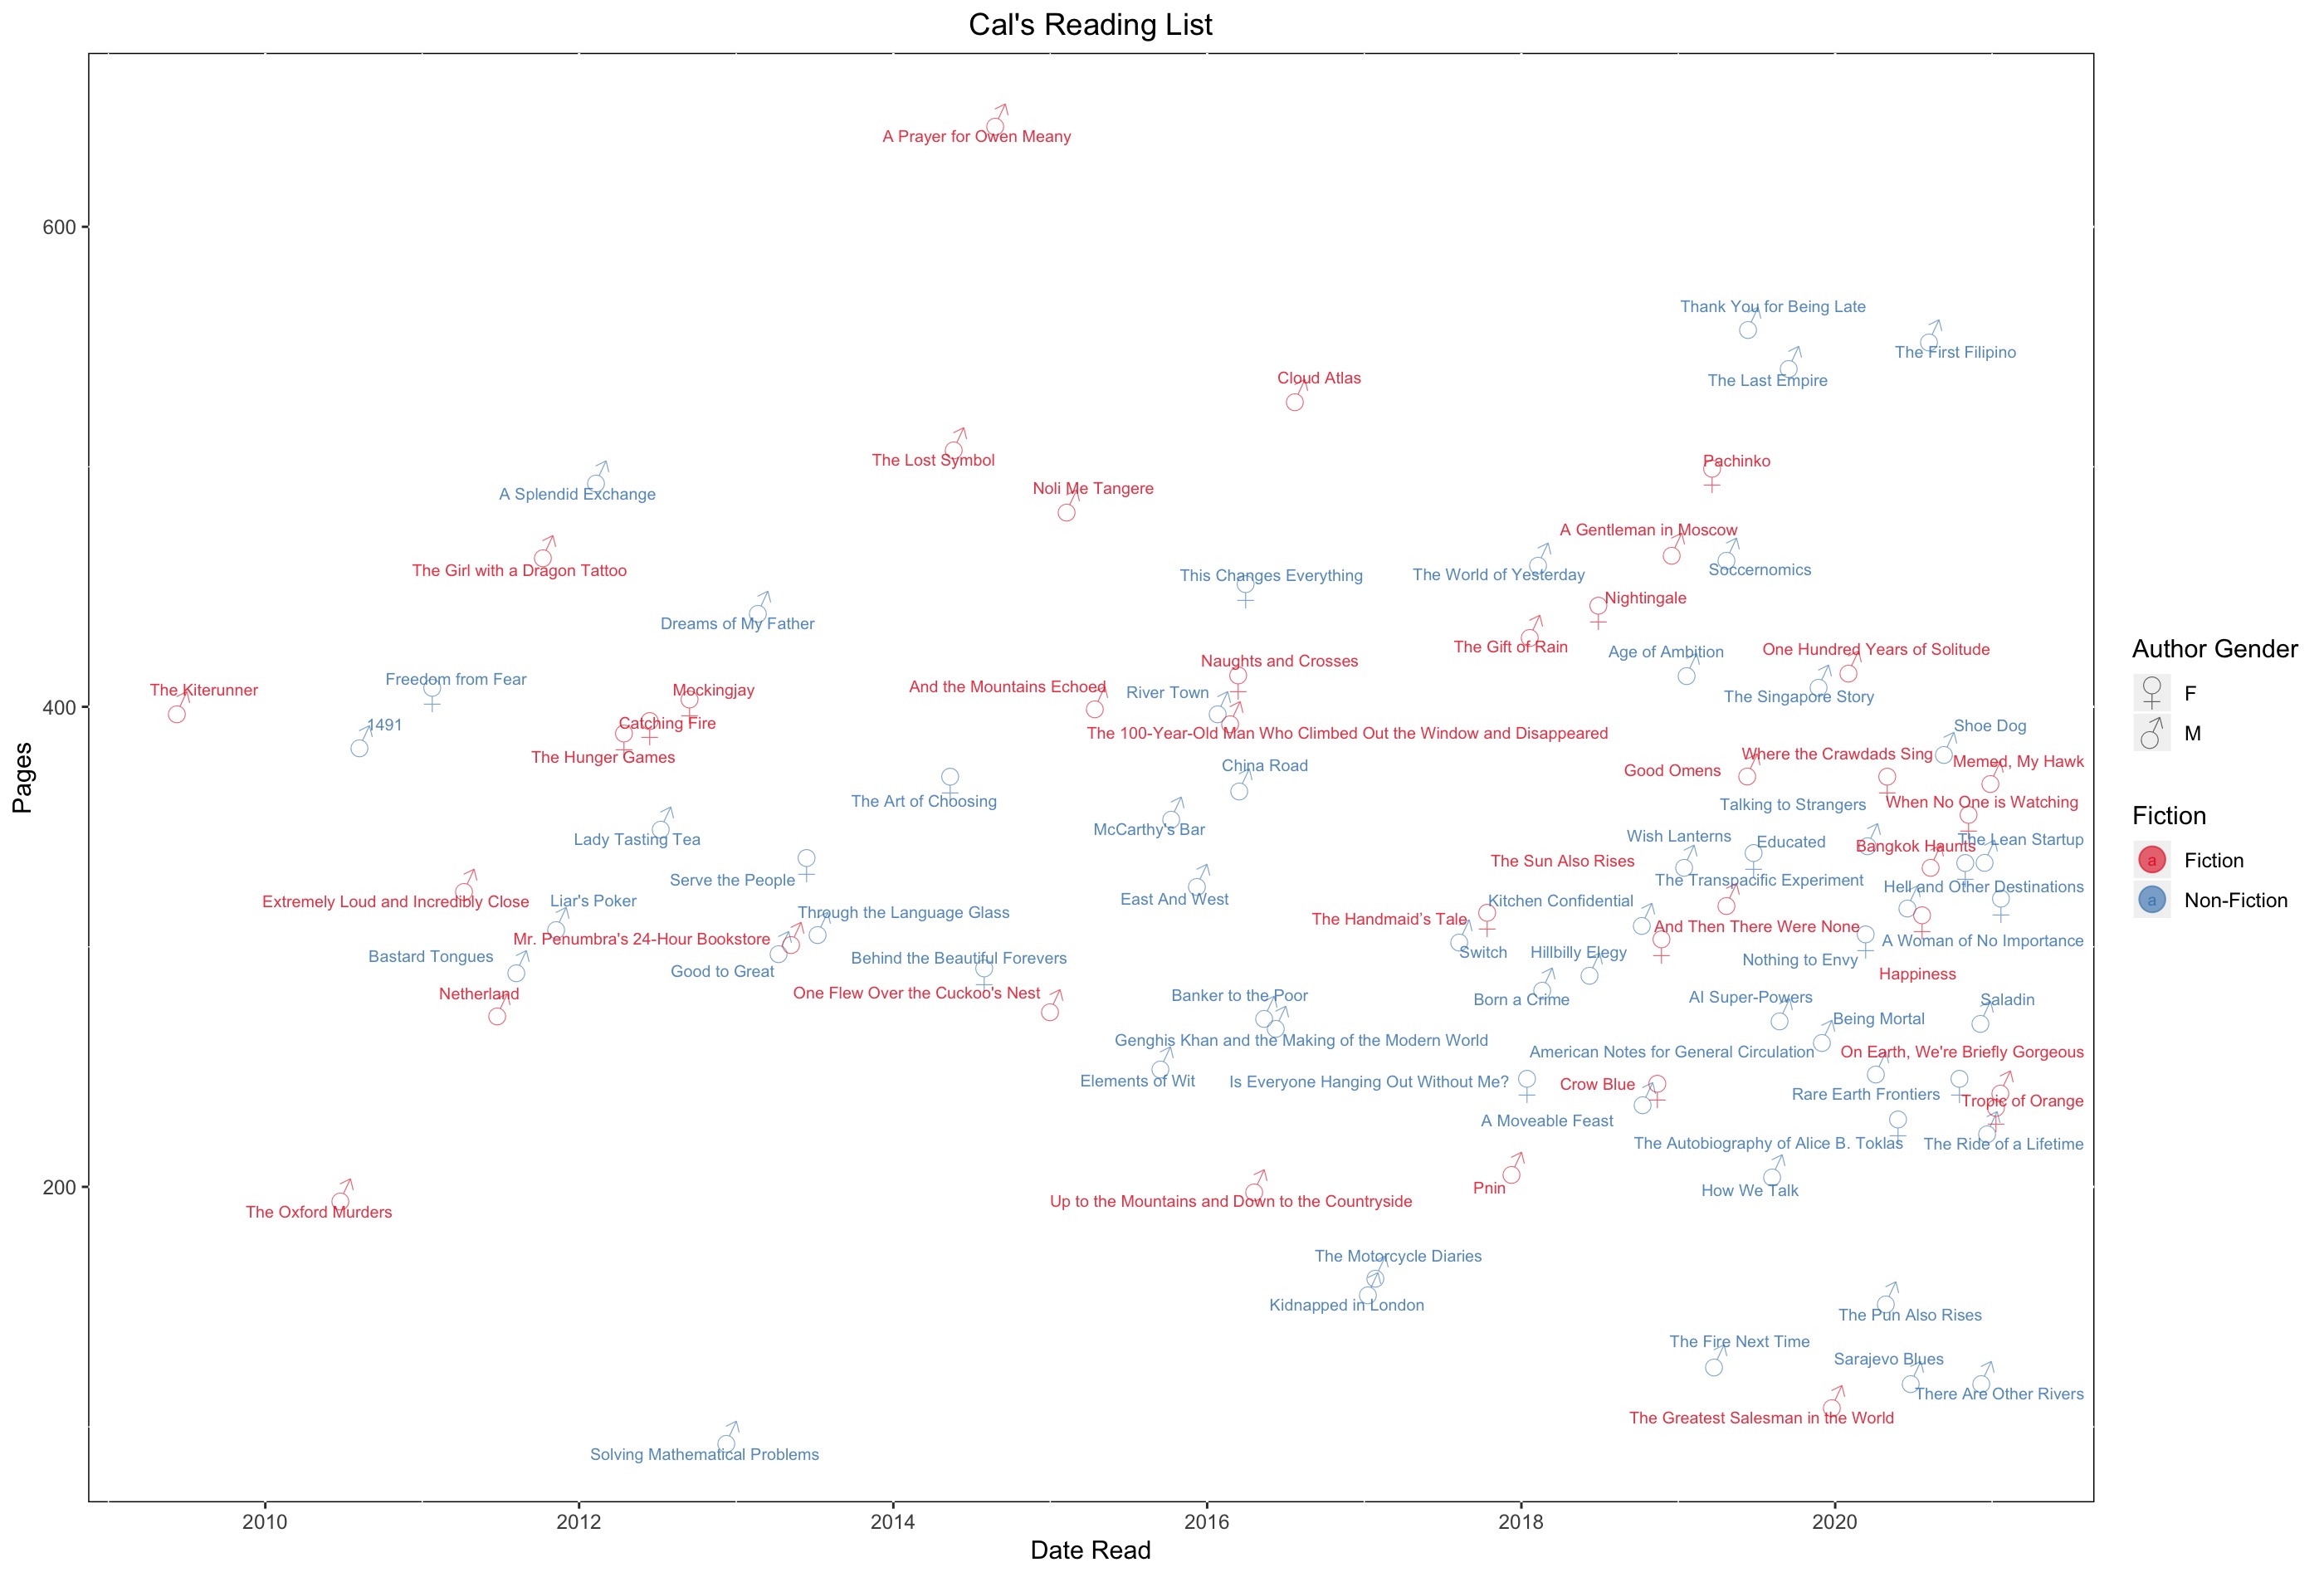 Cal's Reading List
A Prayer for Owen Meany
600
Thank You for Being Late
The First Filipino
The Last Empire
Cloud Atlas
The Lost Symbol
Pachinko
Noli Me Tangere
A Splendid Exchange
A Gentleman in Moscow
The Girl with a Dragon Tattoo
Soccernomics
The World of Yesterday
This Changes Everything
Nightingale
Dreams of My Father
The Gift of Rain
Age of Ambition
One Hundred Years of Solitude
Naughts and Crosses
Freedom from Fear
And the Mountains Echoed
The Kiterunner
Mockingjay
River Town
The Singapore Story
400
1491
Catching Fire
Shoe Dog
The 100-Year-Old Man Who Climbed Out the Window and Disappeared
The Hunger Games
Where the Crawdads Sing
Memed, My Hawk
China Road
Good Omens
The Art of Choosing
Talking to Strangers
When No One is Watching
McCarthy's Bar
Wish Lanterns
Lady Tasting Tea
The Lean Startup
Educated
Bangkok Haunts
The Sun Also Rises
Serve the People
The Transpacific Experiment
Hell and Other Destinations
East And West
Extremely Loud and Incredibly Close
Liar's Poker
Kitchen Confidential
Through the Language Glass
The Handmaid's Tale
And Then There Were None
Mr. Penumbra's 24-Hour Bookstore
A Woman of No Importance
Switch
Hillbilly Elegy
Bastard Tongues
Behind the Beautiful Forevers
Nothing to Envy
Good to Great
Happiness
Netherland
One Flew Over the Cuckoo's Nest
Banker to the Poor
AI Super-Powers
Born a Crime
Saladin
Being Mortal
Genghis Khan and the Making of the Modern World
American Notes for General Circulation
On Earth, We're Briefly Gorgeous
Elements of Wit
Is Everyone Hanging Out Without Me?
Crow Blue
Rare Earth Frontiers
Tropic of Orange
A Moveable Feast
The Autobiography of Alice B. Toklas
The Ride of a Lifetime
200
Pnin
How We Talk
Up to the Mountains and Down to the Countryside
The Oxford Murders
The Motorcycle Diaries
Kidnapped in London
The Pun Also Rises
The Fire Next Time
Sarajevo Blues
There Are Other Rivers
The Greatest Salesman in the World
Solving Mathematical Problems
2010
2012
2014
2016
2018
2020
Date Read
Pages
Author Gender
F
M
Fiction
a Fiction
a Non-Fiction